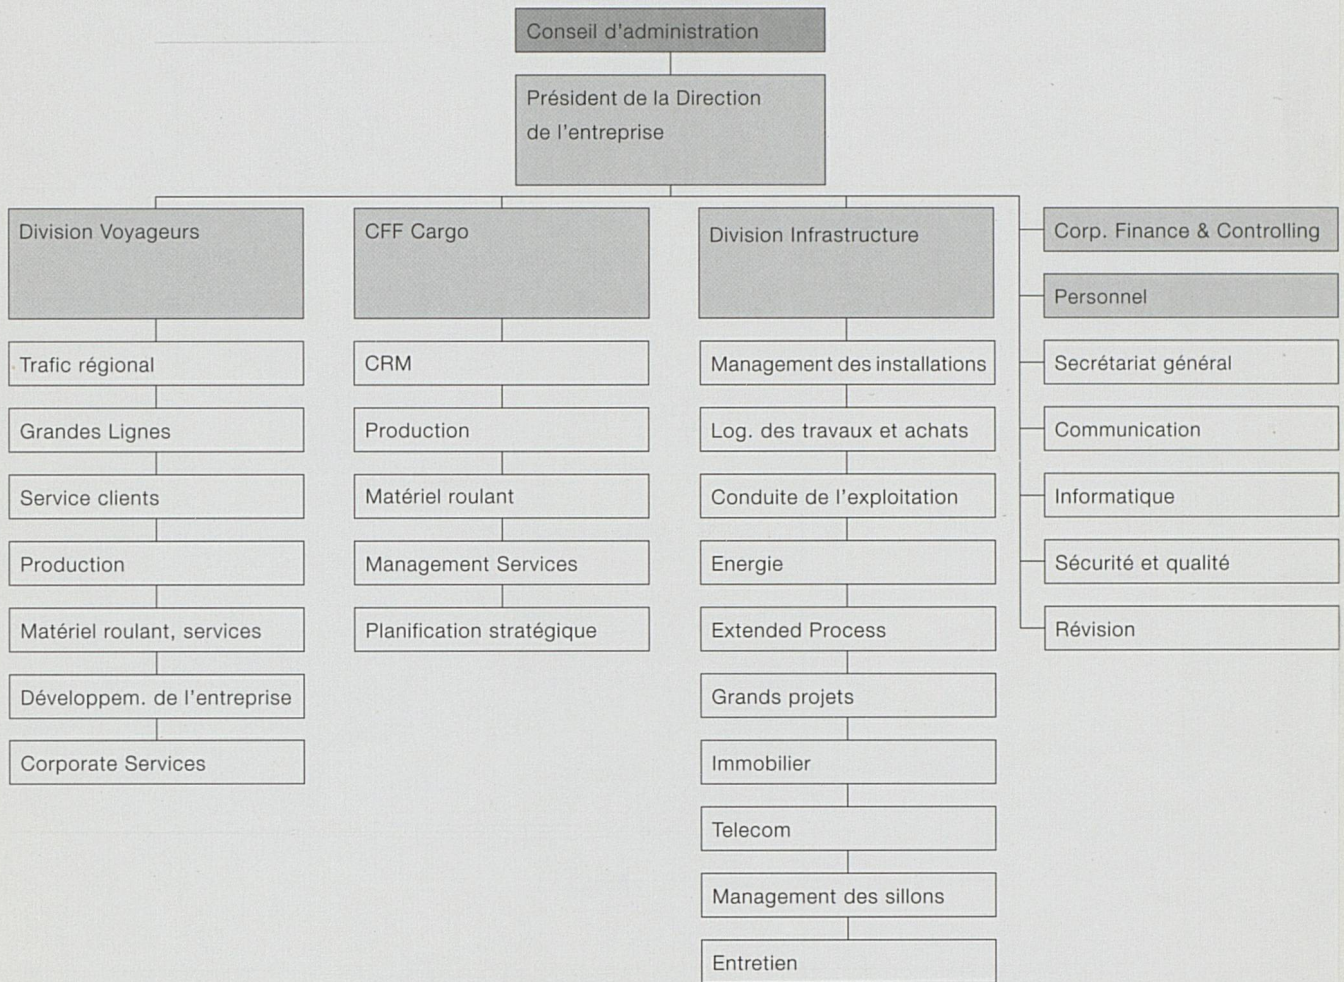 Conseil d'administration
Président de la Direction
de l'entreprise
Division Voyageurs
Trafic régional
Grandes Lignes
Service clients
Production
Matériel roulant, services
Développem. de l'entreprise
Corporate Services
CFF Cargo
CRM
Production
Matériel roulant
Management Services
Planification stratégique
Division Infrastructure
Management des installations
Log. des travaux et achats
Conduite de l'exploitation
Energie
Extended Process
Grands projets
Immobilier
Telecom
Management des sillons
Entretien
Corp. Finance & Controlling
Personnel
Secrétariat général
Communication
Informatique
Sécurité et qualité
Révision